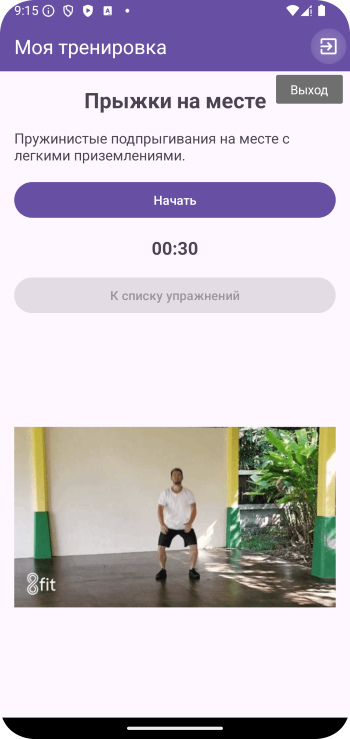 9:15
Моя тренировка
Выход
Прыжки на месте
Пружинистые подпрыгивания на месте с
легкими приземлениями.
Начать
00:30
К списку упражнений
8fit